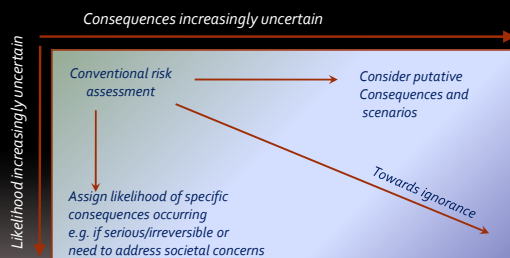 Consequences increasingly uncertain
Likelihood increasingly uncertain
Conventional risk
assessment
Consider putative
Consequences and
scenarios
Towards ignorance
Assign likelihood of specific
consequences occurring
e.g. if serious/irreversible or
need to address societal concerns